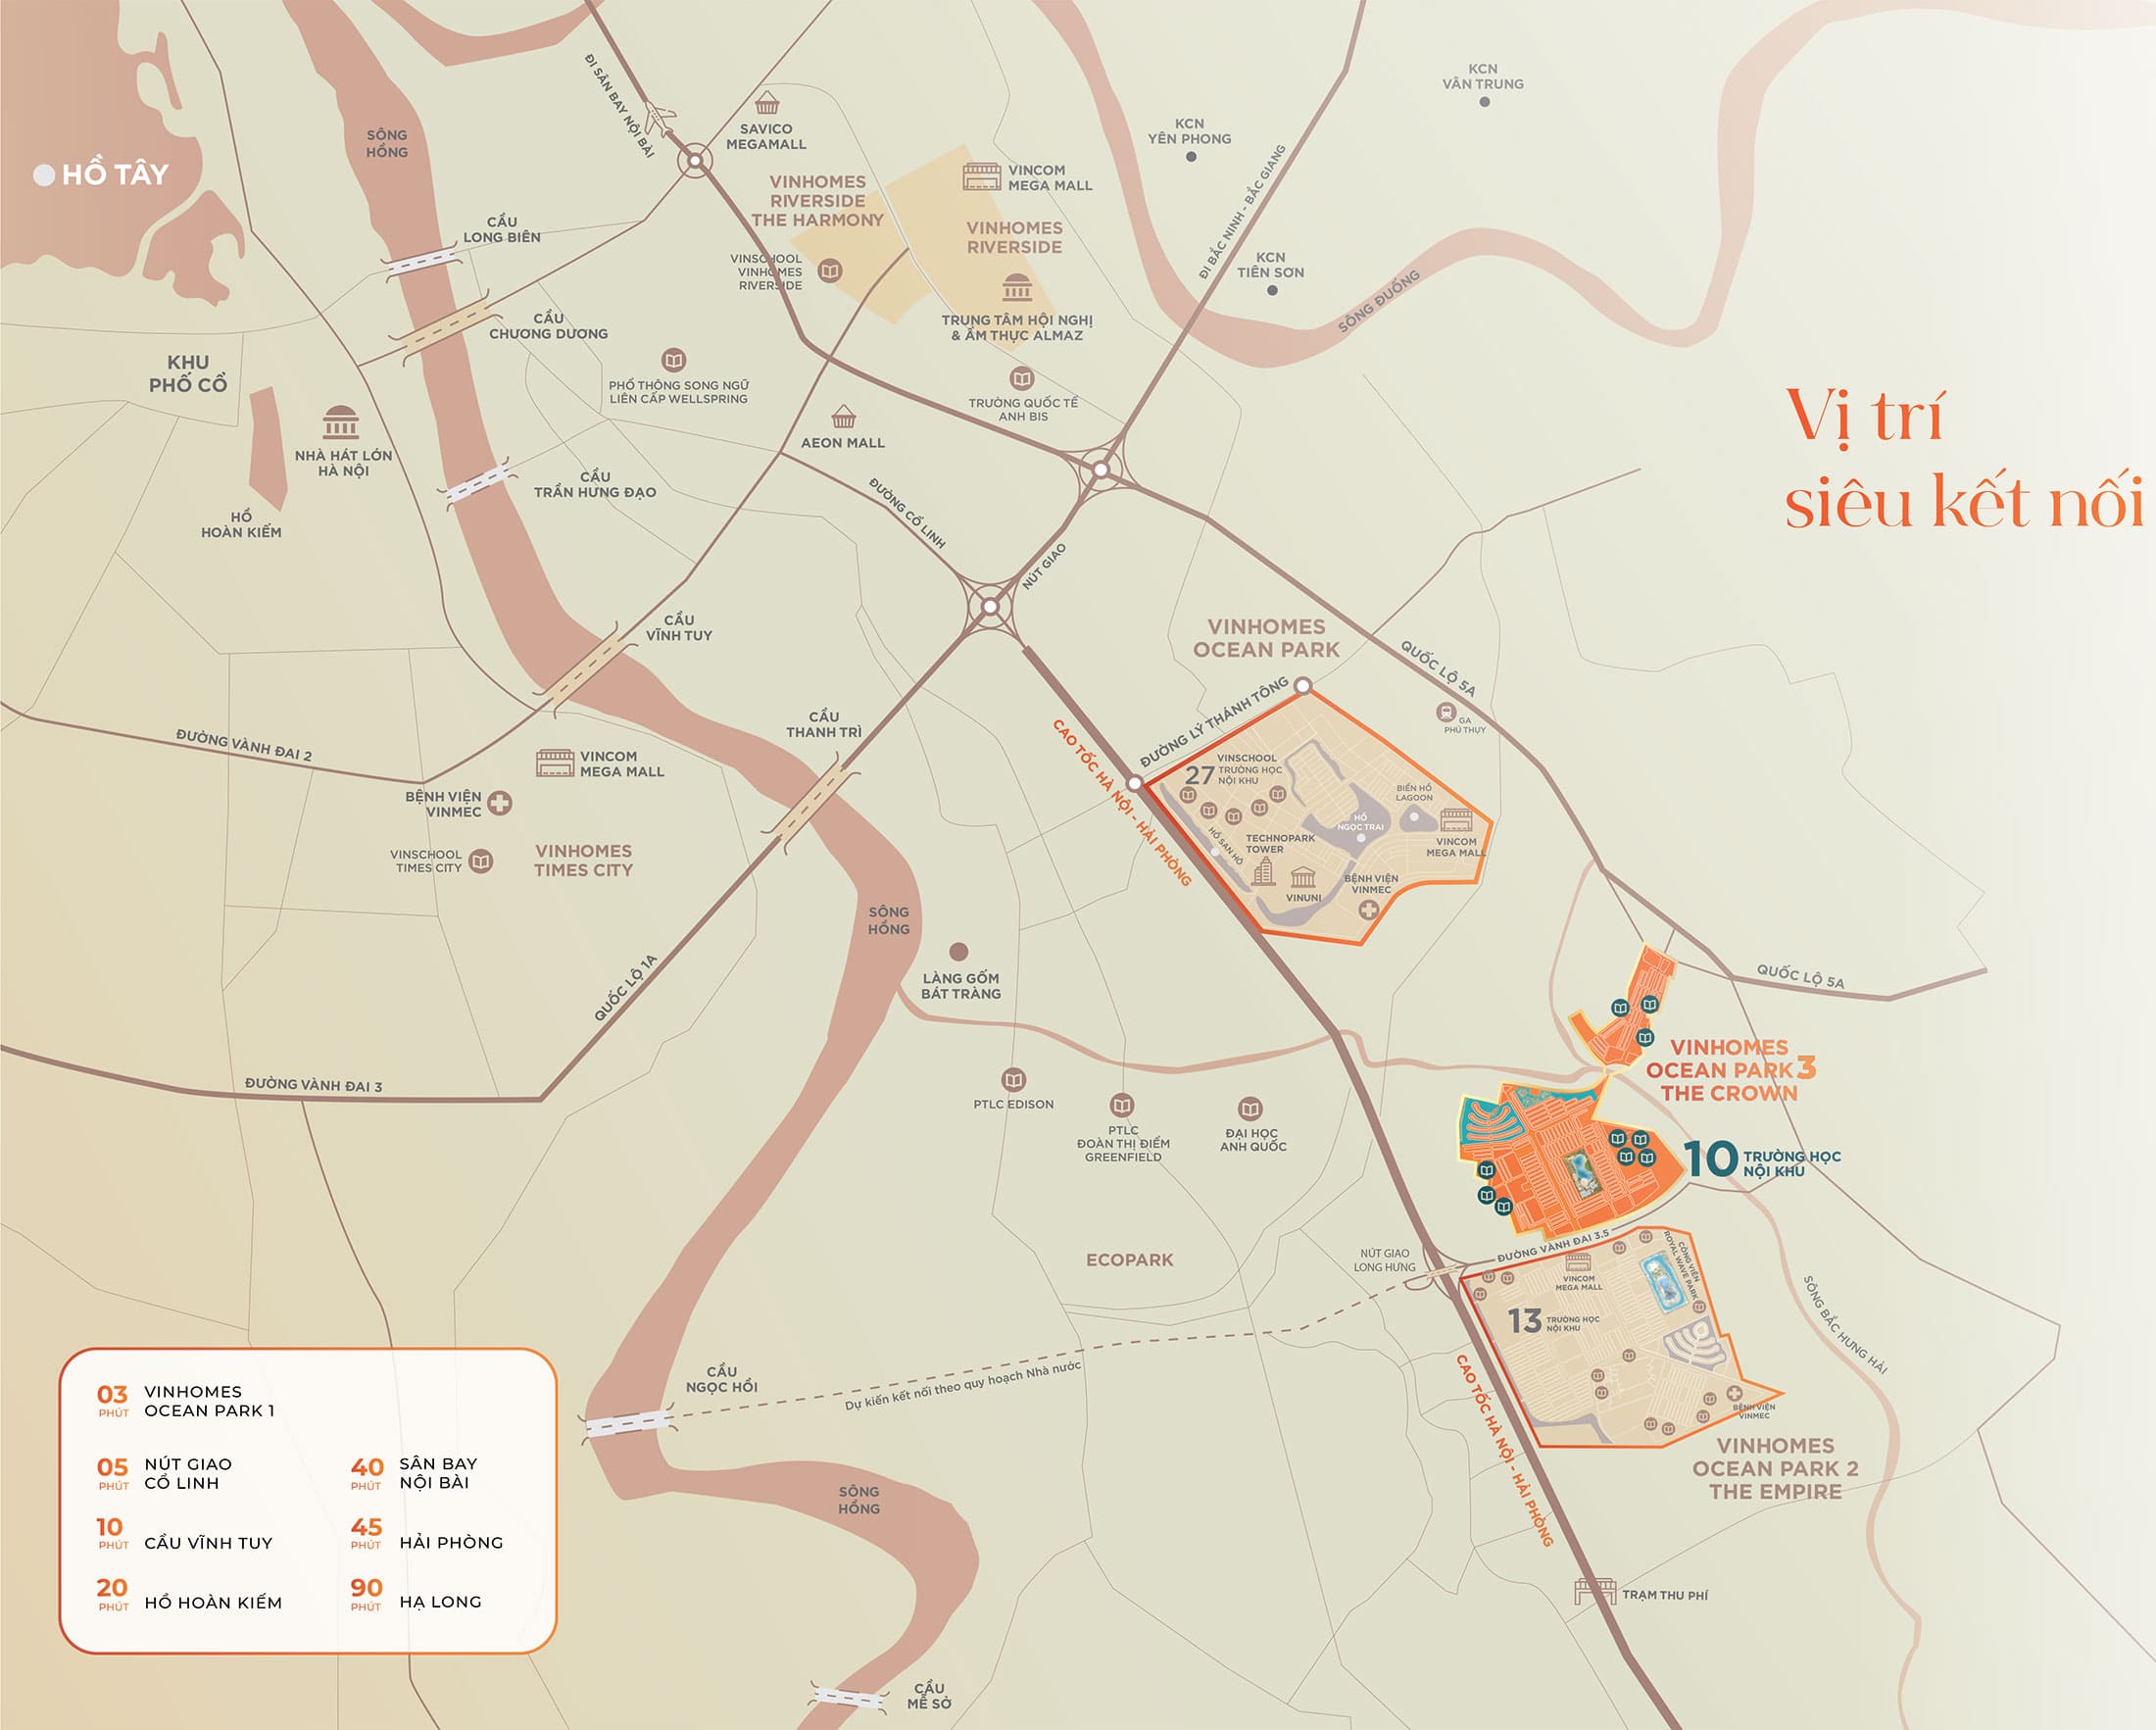 ĐI SÂN BAY NỘI BÀI
SAVICO
MEGAMALL
SÔNG
HỒNG
HỒ TÂY
KCN
VÂN TRUNG
KCN
YÊN PHONG
VINCOM
MEGA MALL
VINHOMES
RIVERSIDE
THE HARMONY
VINHOMES
RIVERSIDE
ĐI BẮC NINH - BẮC GIANG
CẦU
LONG BIÊN
VINSCHOOL
VINHOMES
RIVERSIDE
KCN
TIÊN SƠN
SÔNG ĐUỐNG
TRUNG TÂM HỘI NGHỊ
& ẨM THỰC ALMAZ
CẦU
CHƯƠNG DƯƠNG
KHU
PHỐ CỔ
PHỔ THÔNG SONG NGỮ
LIÊN CẤP WELLSPRING
TRƯỜNG QUỐC TẾ
ANH BIS
Vị trí
siêu kết nối
AEON MALL
NHÀ HÁT LỚN
HÀ NỘI
CẦU
TRẦN HƯNG ĐẠO
HỒ
HOÀN KIẾM
ĐƯỜNG CỔ LINH
NÚT GIAO
CẦU
VĨNH TUY
VINHOMES
OCEAN PARK
QUỐC LỘ 5A
GA
PHÚ THỤY
ĐƯỜNG LÝ THÁNH TÔNG
CẦU
THANH TRÌ
ĐƯỜNG VÀNH ĐAI 2
VINCOM
MEGA MALL
BỆNH VIỆN
VINMEC
VINSCHOOL
TIMES CITY
VINHOMES
TIMES CITY
CAO TỐC HÀ NỘI - HẢI PHÒNG
27
VINSCHOOL
TRƯỜNG HỌC
NỘI KHU
BIỂN HỒ
LAGOON
HỒ
NGỌC TRAI
HỒ SAN HÔ
TECHNOPARK
TOWER
VINCOM
MEGA MALL
VINUNI
BỆNH VIỆN
VINMEC
SÔNG
HỒNG
LÀNG GỐM
BÁT TRÀNG
QUỐC LỘ 1A
QUỐC LỘ 5A
VINHOMES
OCEAN PARK 3
THE CROWN
ĐƯỜNG VÀNH ĐAI 3
PTLC EDISON
PTLC
ĐOÀN THỊ ĐIỂM
GREENFIELD
ĐẠI HỌC
ANH QUỐC
10
TRƯỜNG HỌC
NỘI KHU
ECOPARK
NÚT GIAO
LONG HƯNG
ĐƯỜNG VÀNH ĐAI 3.5
VINCOM
MEGA MALL
CÔNG VIÊN
ROYAL WAVE PARK
13
TRƯỜNG HỌC
NỘI KHU
SÔNG BẮC HƯNG HẢI
BỆNH VIỆN
VINMEC
VINHOMES
OCEAN PARK 2
THE EMPIRE
CAO TỐC HÀ NỘI - HẢI PHÒNG
CẦU
NGỌC HỒI
Dự kiến kết nối theo quy hoạch Nhà nước
SÔNG
HỒNG
TRẠM THU PHÍ
CẦU
MỄ SỞ
03
PHÚT
VINHOMES
OCEAN PARK 1
05
PHÚT
NÚT GIAO
CỔ LINH
10
PHÚT
CẦU VĨNH TUY
20
PHÚT
HỒ HOÀN KIẾM
40
PHÚT
SÂN BAY
NỘI BÀI
45
PHÚT
HẢI PHÒNG
90
PHÚT
HẠ LONG